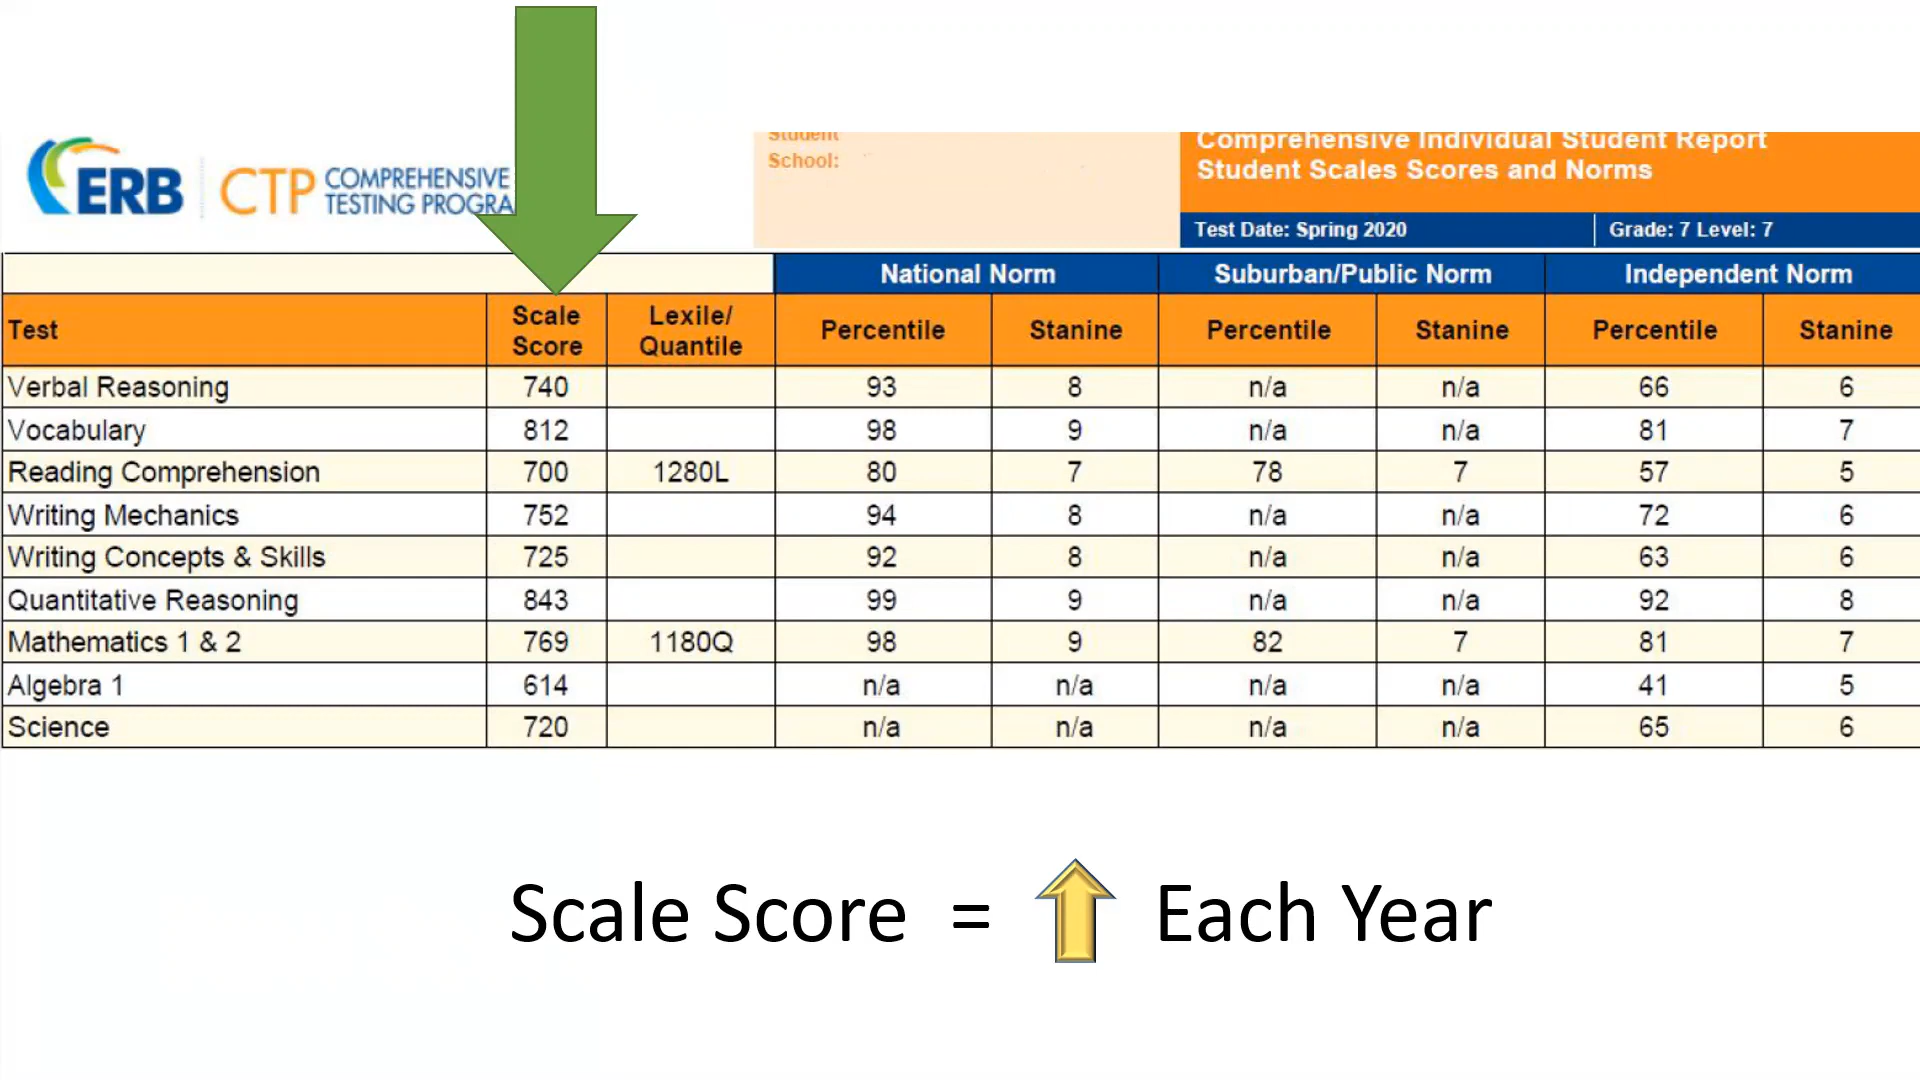 Student
School:
Comprehensive Individual Student Report
Student Scales Scores and Norms
ERB CTP COMPREHENSIVE
TESTING PROGRA
Test Date: Spring 2020 Grade: 7 Level: 7
National Norm Suburban/Public Norm Independent Norm
Test Scale Score Lexile/ Quantile Percentile Stanine Percentile Stanine Percentile Stanine
Verbal Reasoning 740 93 8 n/a n/a 66 6
Vocabulary 812 98 9 n/a n/a 81 7
Reading Comprehension 700 1280L 80 7 78 7 57 5
Writing Mechanics 752 94 8 n/a n/a 72 6
Writing Concepts & Skills 725 92 8 n/a n/a 63 6
Quantitative Reasoning 843 99 9 n/a n/a 92 8
Mathematics 1 & 2 769 1180Q 98 9 82 7 81 7
Algebra 1 614 n/a n/a n/a n/a 41 5
Science 720 n/a n/a n/a n/a 65 6
Scale Score = Each Year